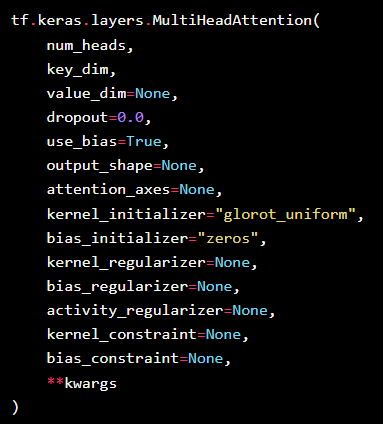 tf.keras.layers.MultiHeadAttention(
    num_heads,
    key_dim,
    value_dim=None,
    dropout=0.0,
    use_bias=True,
    output_shape=None,
    attention_axes=None,
    kernel_initializer="glorot_uniform",
    bias_initializer="zeros",
    kernel_regularizer=None,
    bias_regularizer=None,
    activity_regularizer=None,
    kernel_constraint=None,
    bias_constraint=None,
    **kwargs
)